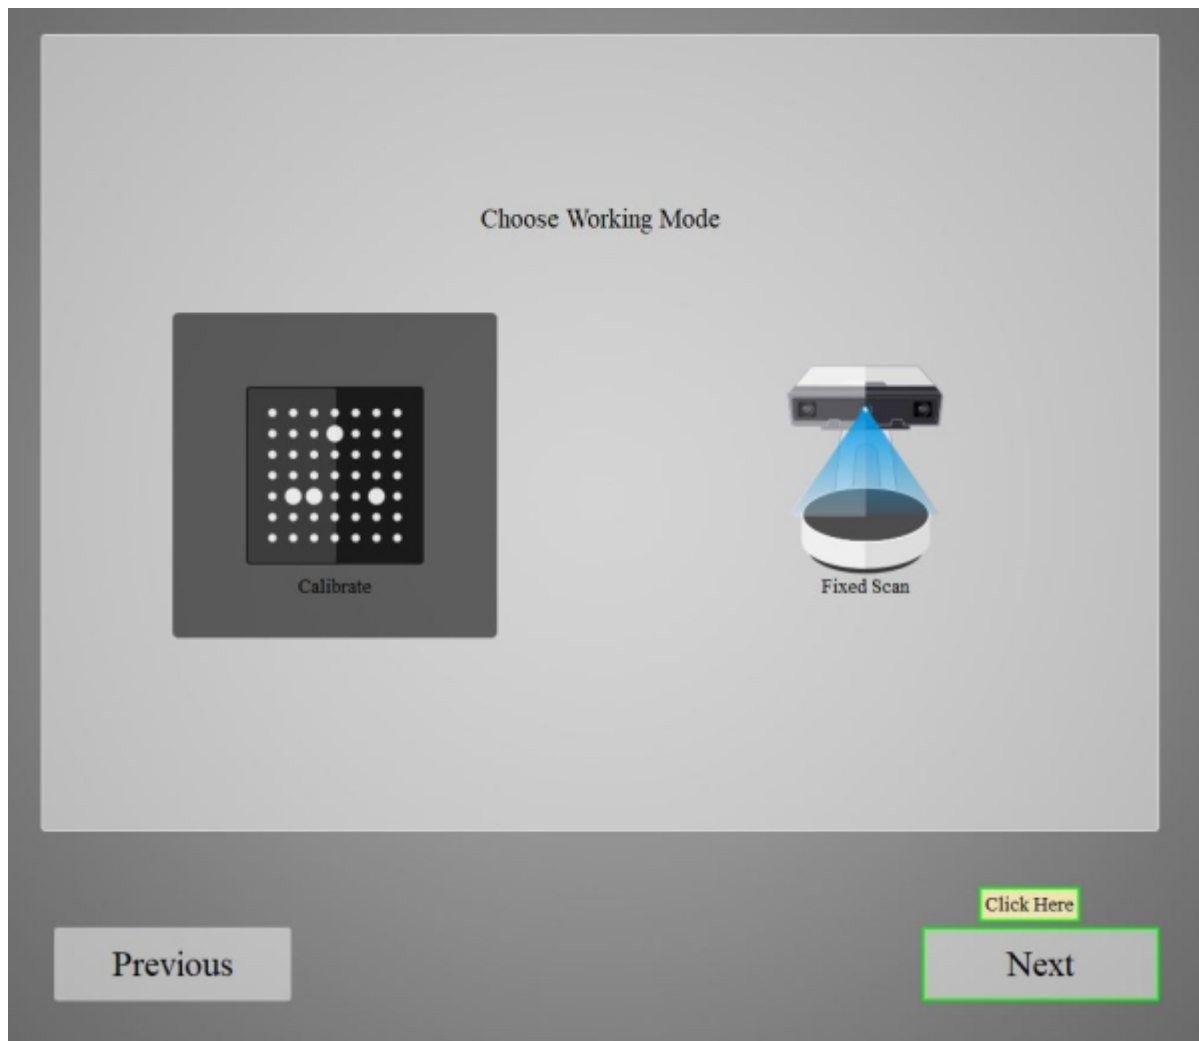 Choose Working Mode
Calibrate
Fixed Scan
Click Here
Previous
Next